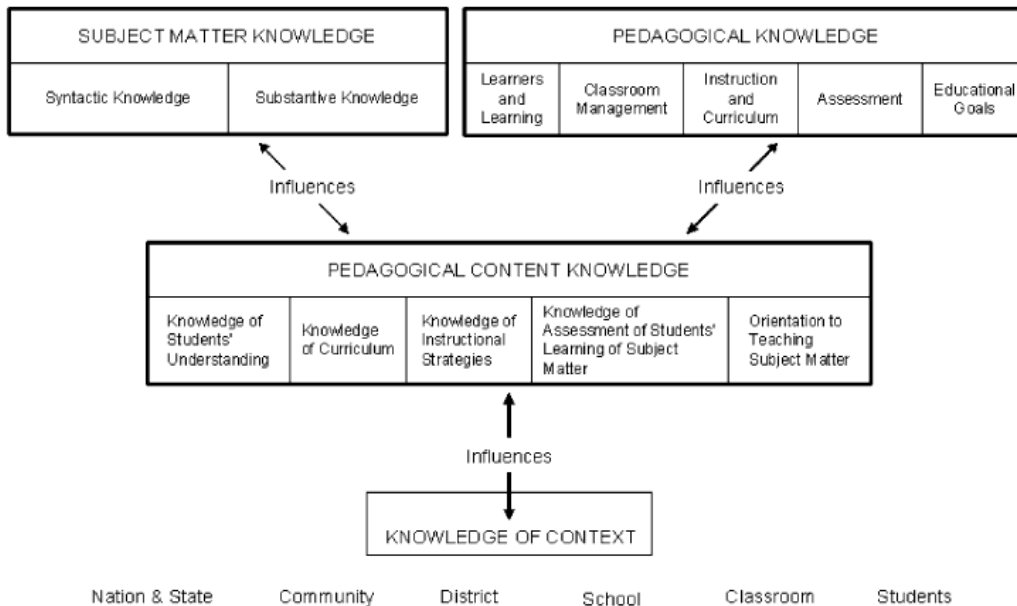 SUBJECT MATTER KNOWLEDGE
Syntactic Knowledge
Substantive Knowledge
PEDAGOGICAL KNOWLEDGE
Learners
and
Learning
Classroom
Management
Instruction
and
Curriculum
Assessment
Educational
Goals
Influences
Influences
PEDAGOGICAL CONTENT KNOWLEDGE
Knowledge of
Students'
Understanding
Knowledge
of Curriculum
Knowledge of
Instructional
Strategies
Knowledge of
Assessment of Students'
Learning of Subject
Matter
Orientation to
Teaching
Subject Matter
Influences
KNOWLEDGE OF CONTEXT
Nation & State Community District School Classroom Students